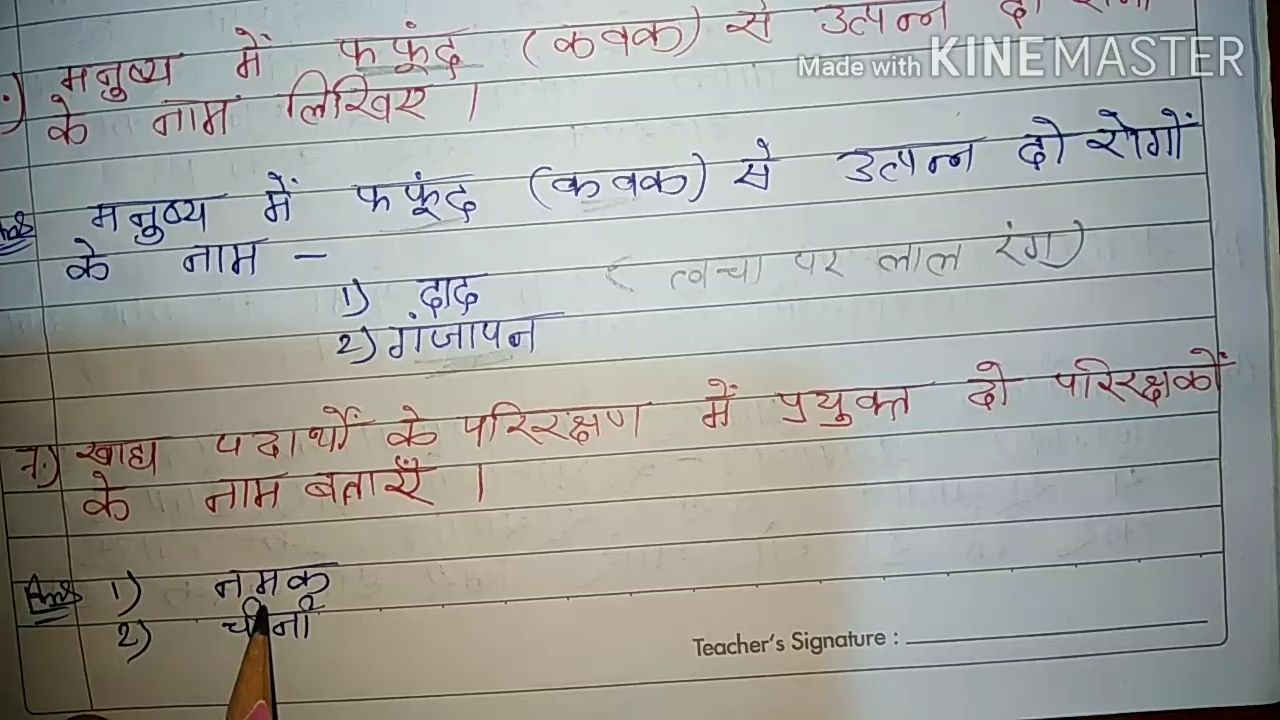 मनुष्य में फफूंद (कवक) से उत्पन्न दो
Made with KINEMASTER
के नाम लिखिए ।
Ans मनुष्य में फफूंद (कवक) से उत्पन्न दो रोगों
के नाम –
1) दाद ( त्वचा पर लाल रंग)
2) गंजापन
खाद्य पदार्थों के परिरक्षण में प्रयुक्त दो परिरक्षकों
के नाम बताएँ ।
Ans 1) नमक
2) चीनी
Teacher's Signature :